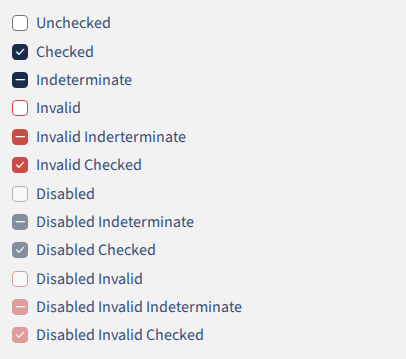 Unchecked
Checked
Indeterminate
Invalid
Invalid Inderterminate
Invalid Checked
Disabled
Disabled Indeterminate
Disabled Checked
Disabled Invalid
Disabled Invalid Indeterminate
Disabled Invalid Checked